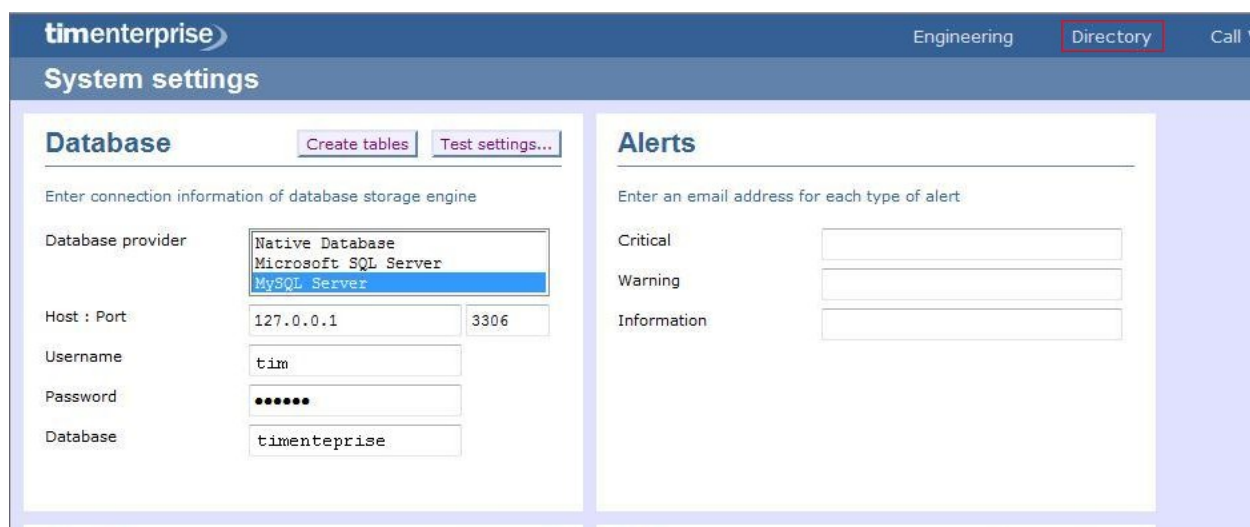 timenterprise
Engineering Directory Call
System settings
Database Create tables Test settings...
Enter connection information of database storage engine
Database provider
Native Database
Microsoft SQL Server
MySQL Server
Host : Port 127.0.0.1 3306
Username tim
Password ●●●●●●
Database timenteprise
Alerts
Enter an email address for each type of alert
Critical
Warning
Information